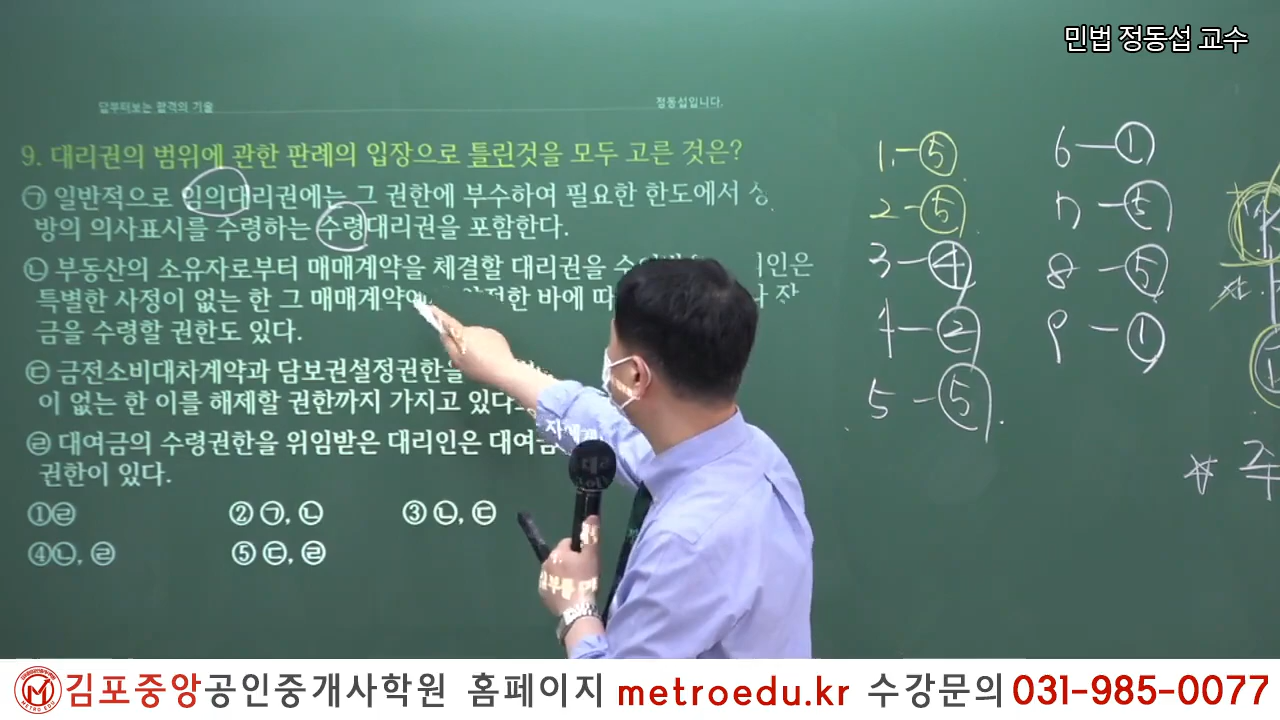 민법 정동섭 교수
답부터보는 합격의 기술
정동섭입니다.
9. 대리권의 범위에 관한 판례의 입장으로 틀린것을 모두 고른 것은?
㉠ 일반적으로 임의대리권에는 그 권한에 부수하여 필요한 한도에서
방의 의사표시를 수령하는 수령대리권을 포함한다.
㉡ 부동산의 소유자로부터 매매계약을 체결할 대리권을
특별한 사정이 없는 한 그 매매계약에 한 바에 따
금을 수령할 권한도 있다.
㉢ 금전소비대차계약과 담보권설정권한을
이 없는 한 이를 해제할 권한까지 가지고 있다
㉣ 대여금의 수령권한을 위임받은 대리인은 대여금
권한이 있다.
①㉣ ② ㉠, ㉡ ③ ㉡, ㉢
④㉡, ㉣ ⑤ ㉢, ㉣
1.-⑤ 6-①
2-⑤ 7-⑤
3-④ 8-⑤
4-② 9-①
5-⑤
김포중앙공인중개사학원 홈페이지 metroedu.kr 수강문의 031-985-0077